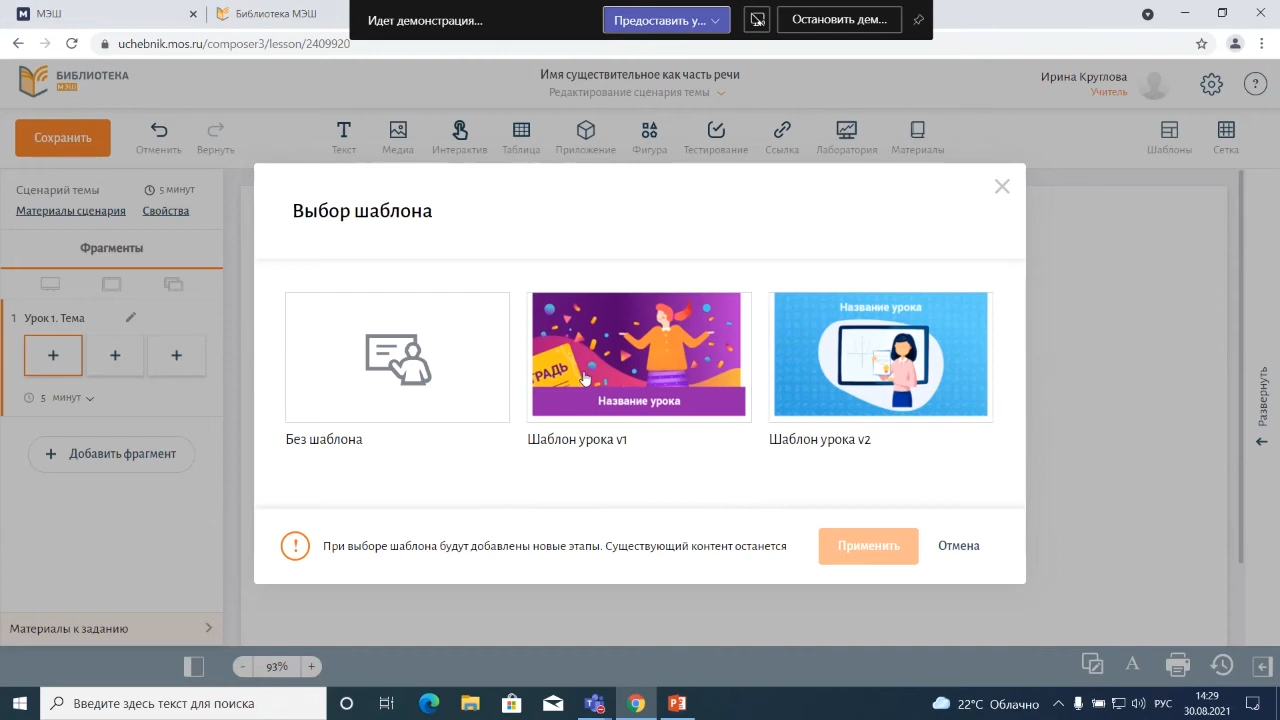 МЭШ
Библиотека МЭШ
Идет демонстрация...
Предоставить у...
Остановить дем...
uchebnik.mos.ru/composer3/lesson/2409920
БИБЛИОТЕКА
МЭШ
Имя существительное как часть речи
Редактирование сценария темы
Ирина Круглова
Учитель
Сохранить
Отменить
Вернуть
Текст
Медиа
Интерактив
Таблица
Приложение
Фигура
Тестирование
Ссылка
Лаборатория
Материалы
Шаблоны
Сетка
Сценарий темы
5 минут
Материалы сценария
Свойства
Фрагменты
1 Урок 1. Тема
5 минут
Добавить фрагмент
Материалы к заданию
Выбор шаблона
ТРАДЬ
Название урока
Название урока
Без шаблона
Шаблон урока v1
Шаблон урока v2
При выборе шаблона будут добавлены новые этапы. Существующий контент останется
Применить
Отмена
Развернуть
- 93% +
Введите здесь текст для поиска
22°C Облачно
РУС
14:29
30.08.2021